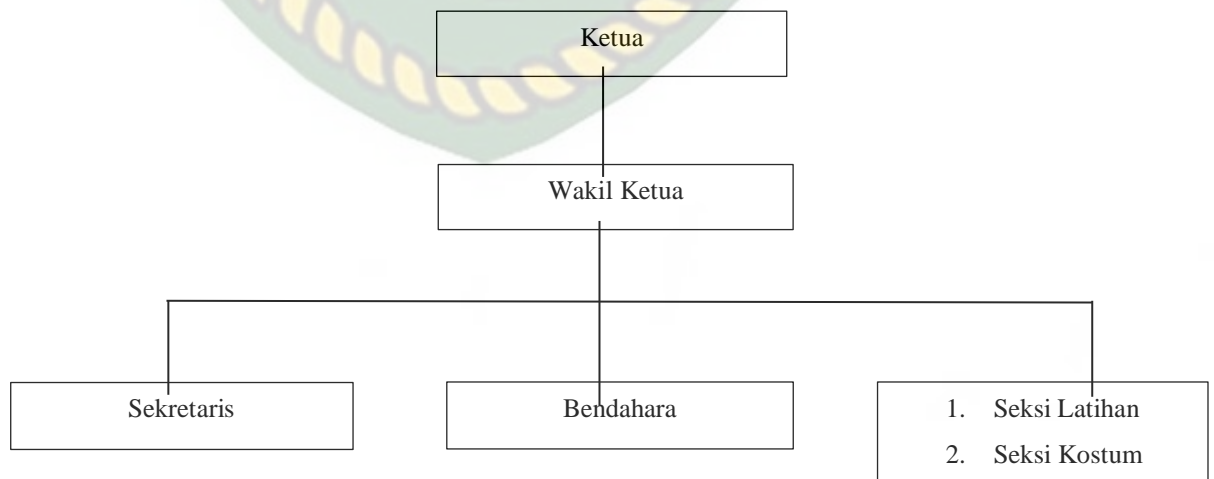 Ketua
Wakil Ketua
Sekretaris
Bendahara
1. Seksi Latihan
2. Seksi Kostum